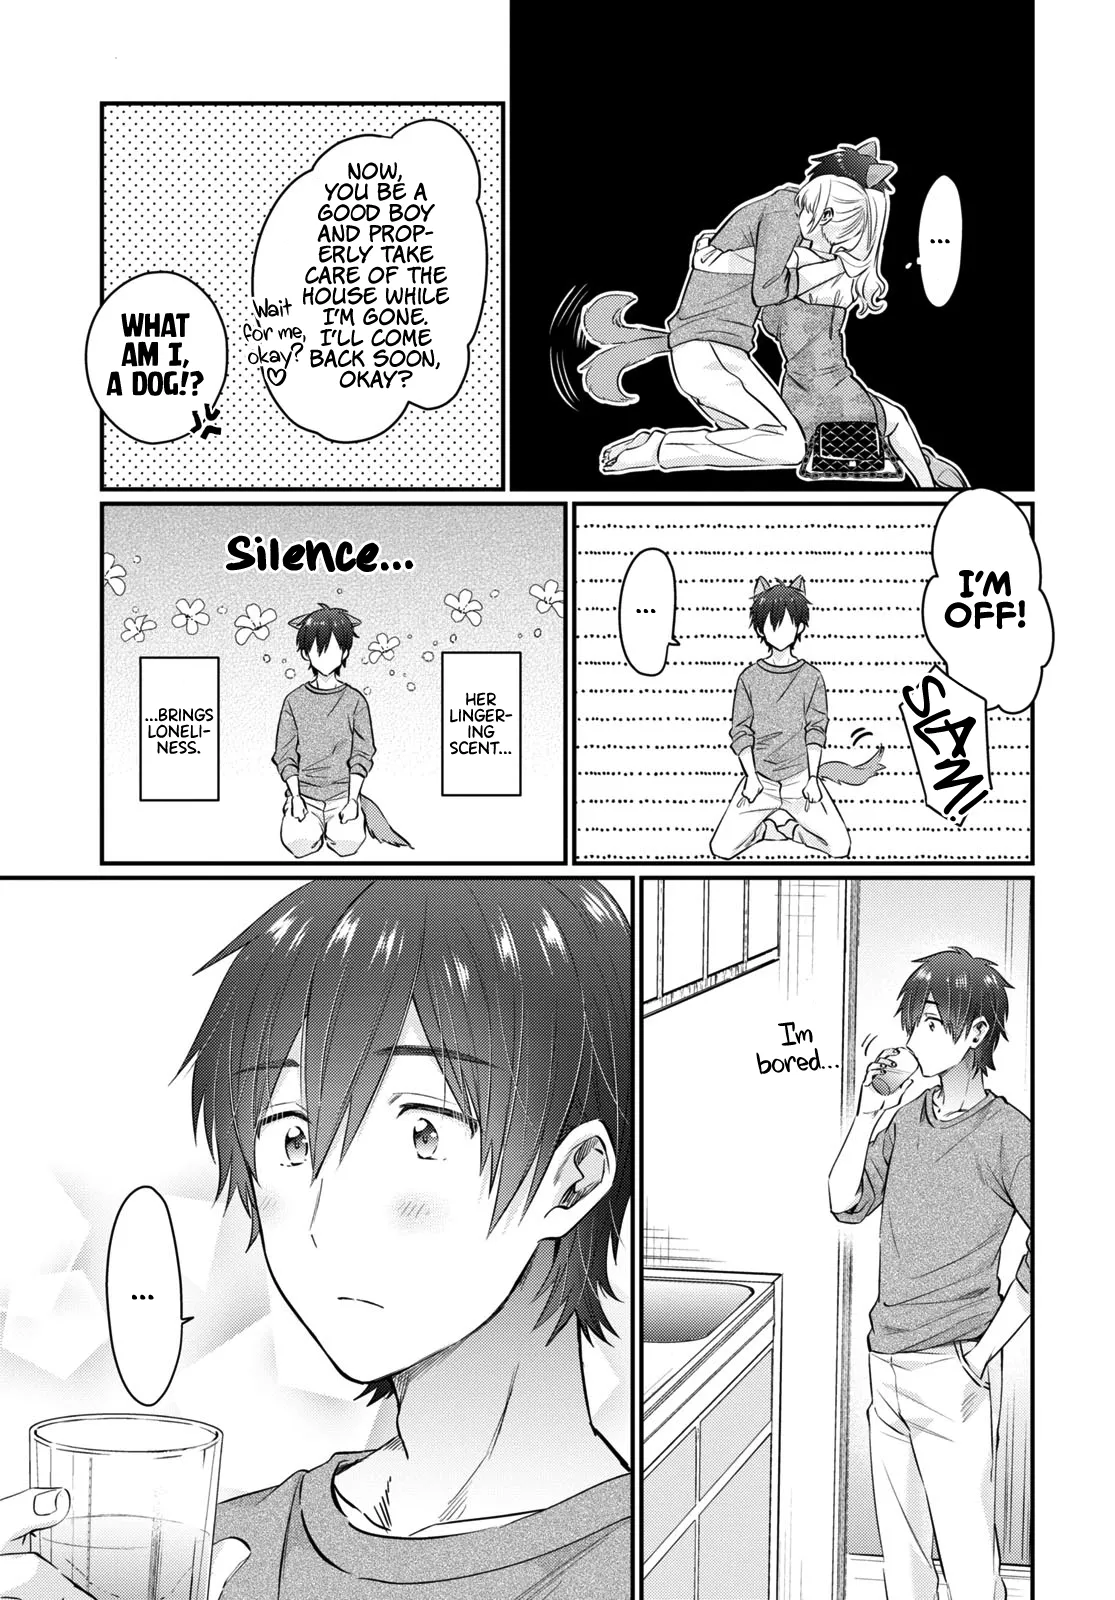 ...
NOW,
YOU BE A
GOOD BOY
AND PROP-
ERLY TAKE
CARE OF THE
HOUSE WHILE
I'M GONE.
I'LL COME
BACK SOON,
OKAY?
Wait
for me,
okay?
♡
WHAT
AM I,
A DOG!?
I'M
OFF!
SLAM!
...
Silence...
HER
LINGER-
ING
SCENT...
...BRINGS
LONELI-
NESS.
I'm
bored...
...